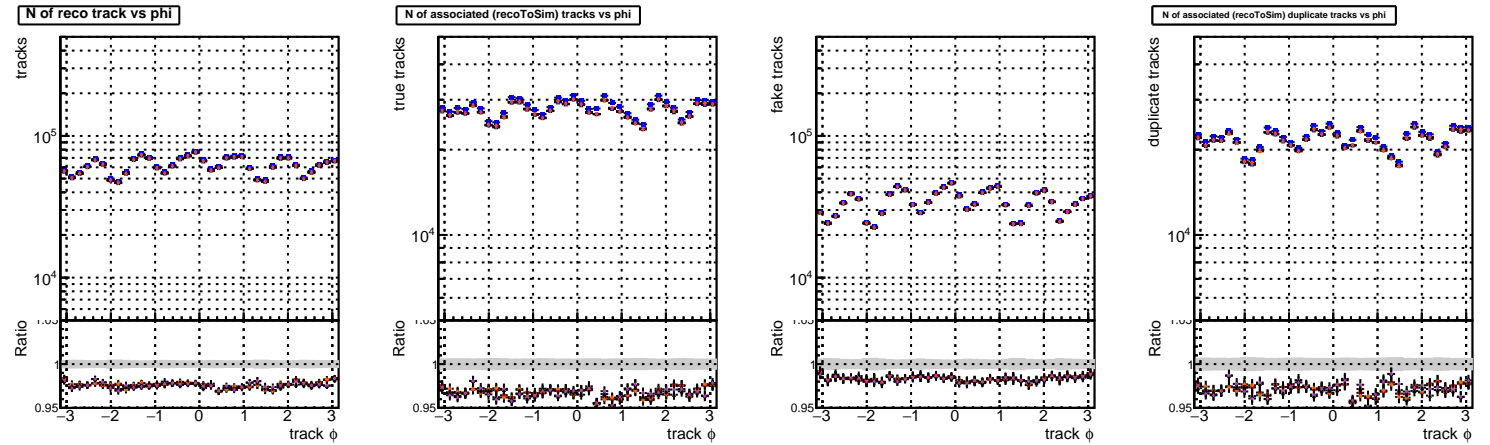 N of reco track vs phi
tracks
10^5
10^4
Ratio
1
0.95
−3 −2 −1 0 1 2 3
track ϕ
N of associated (recoToSim) tracks vs phi
true tracks
10^4
Ratio
1
0.95
−3 −2 −1 0 1 2 3
track ϕ
fake tracks
10^5
10^4
Ratio
1
0.95
−3 −2 −1 0 1 2 3
track ϕ
N of associated (recoToSim) duplicate tracks vs phi
duplicate tracks
10^4
Ratio
1
0.95
−3 −2 −1 0 1 2 3
track ϕ